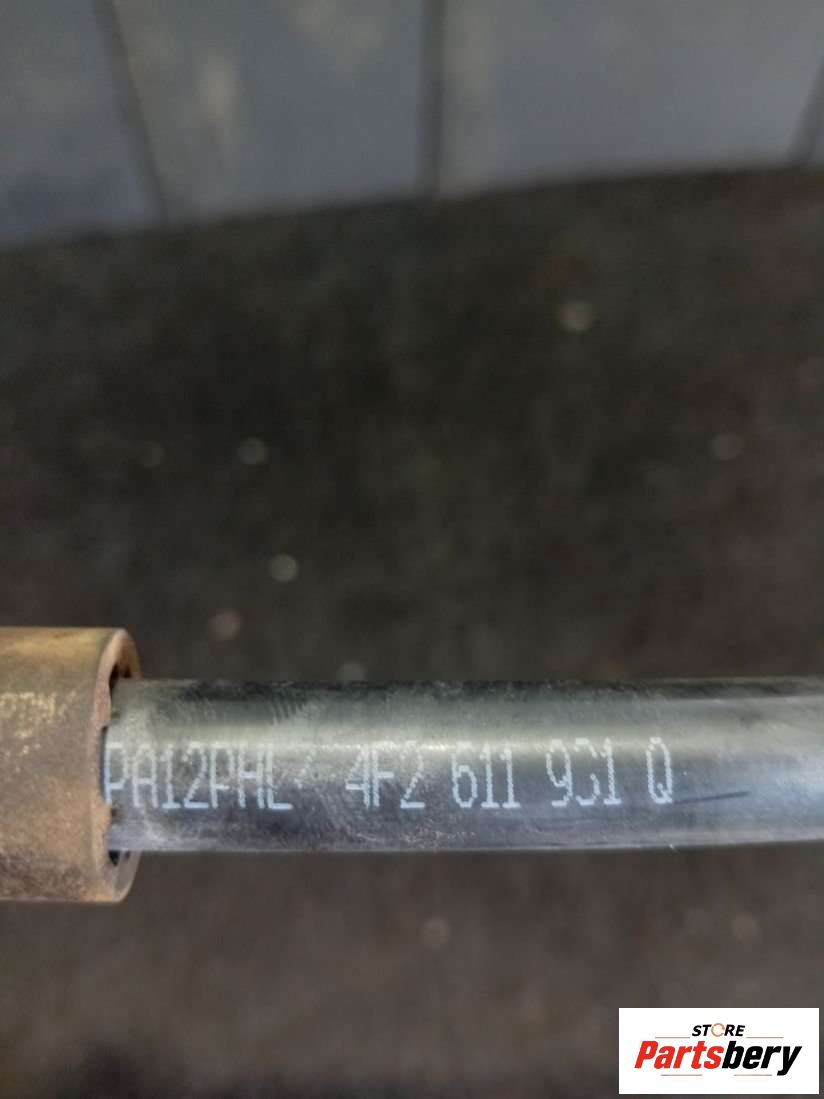 PA12PHL 4F2 611 931 Q
STORE
Partsbery